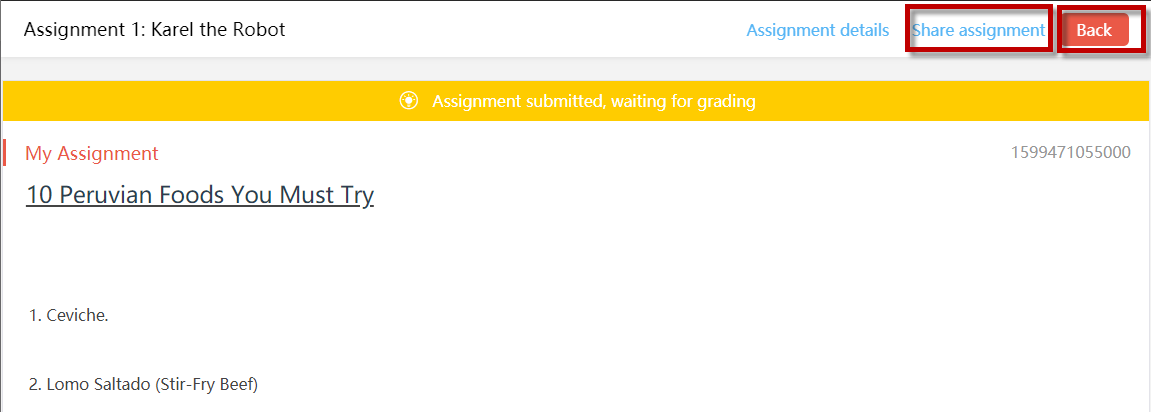 Assignment 1: Karel the Robot Assignment details Share assignment Back
Assignment submitted, waiting for grading
My Assignment 1599471055000
10 Peruvian Foods You Must Try
1. Ceviche.
2. Lomo Saltado (Stir-Fry Beef)